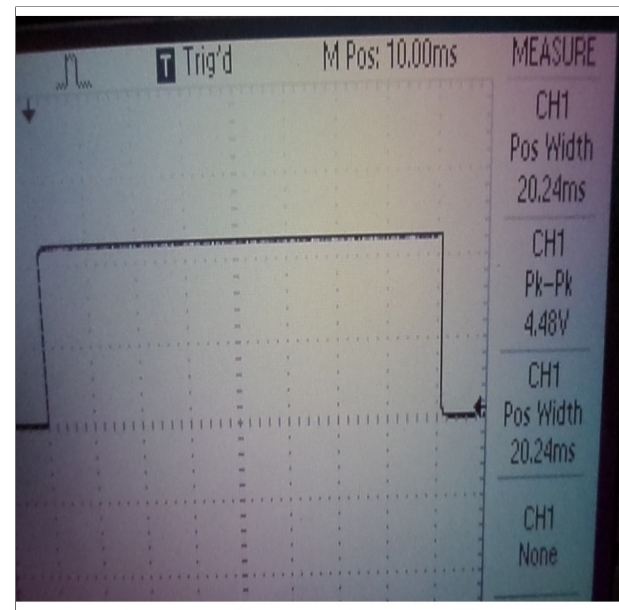 T Trig'd M Pos: 10.00ms MEASURE
CH1
Pos Width
20.24ms
CH1
Pk-Pk
4.48V
CH1
Pos Width
20.24ms
CH1
None